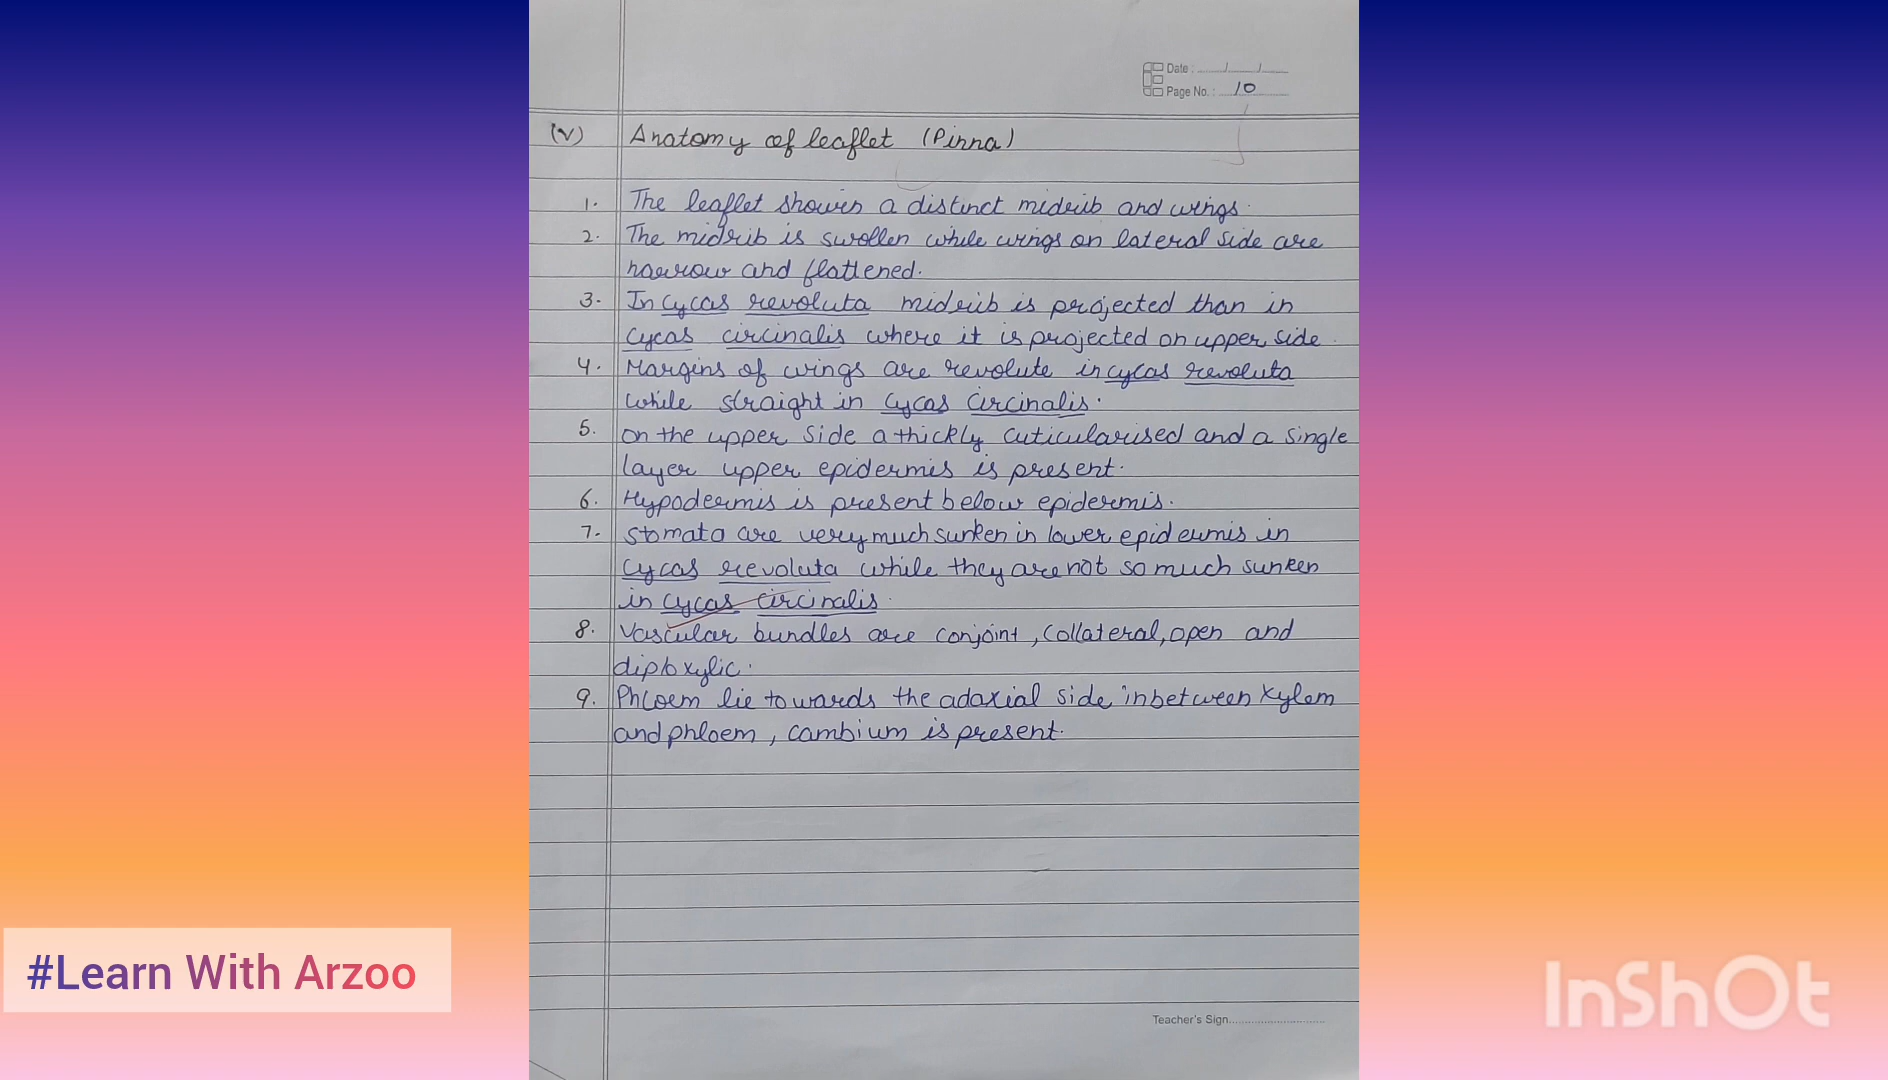 Date : / /
Page No. : 10
(V) Anatomy of leaflet (Pinna)
1. The leaflet shows a distinct midrib and wings.
2. The midrib is swollen while wings on lateral side are
narrow and flattened.
3. In cycas revoluta midrib is projected than in
cycas circinalis where it is projected on upper side.
4. Margins of wings are revolute in cycas revoluta
while straight in cycas circinalis.
5. on the upper side a thickly cuticularised and a single
layer upper epidermis is present.
6. Hypodermis is present below epidermis.
7. stomata are very much sunken in lower epidermis in
cycas revoluta while they are not so much sunken
in cycas circinalis.
8. Vascular bundles are conjoint, collateral, open and
diploxylic.
9. Phloem lie towards the adaxial side inbetween xylem
and phloem, cambium is present.
#Learn With Arzoo
InShOt
Teacher's Sign..............................